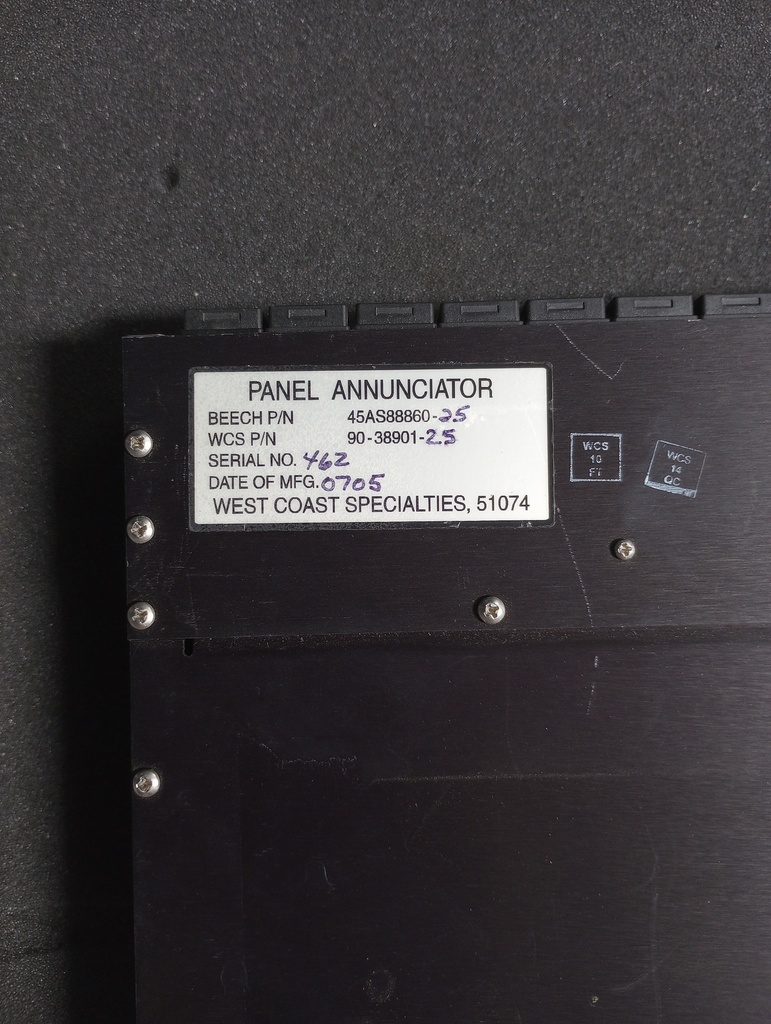 PANEL ANNUNCIATOR
BEECH P/N 45AS88860-25
WCS P/N 90-38901-25
SERIAL NO. 462
DATE OF MFG. 0705
WEST COAST SPECIALTIES, 51074
WCS
10
FT
WCS
14
QC